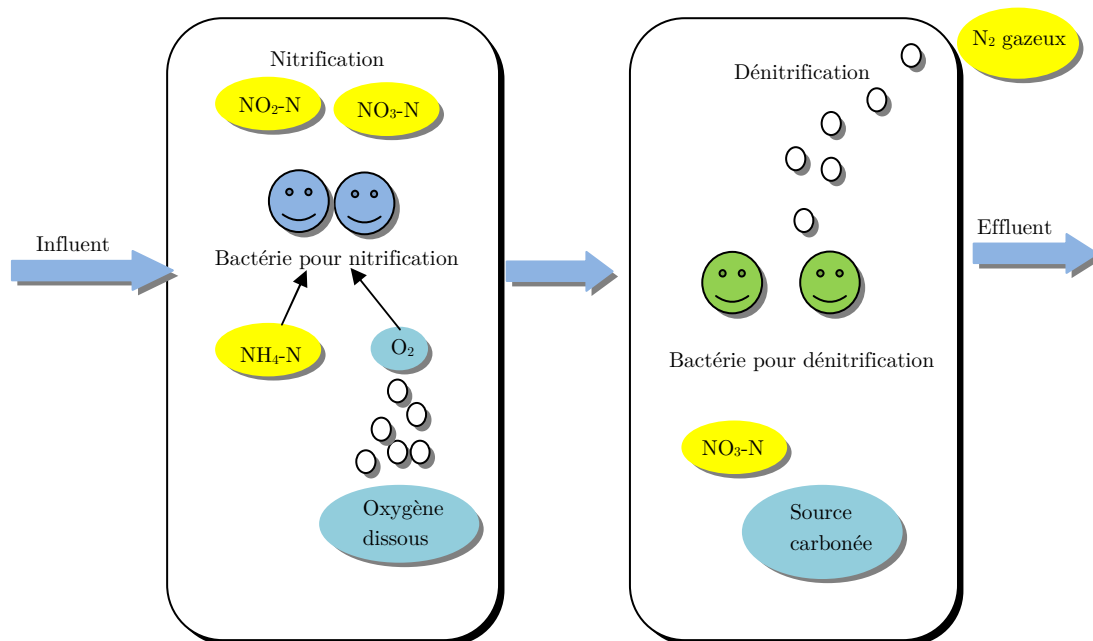 Influent
Nitrification
NO₂-N
NO₃-N
Bactérie pour nitrification
NH₄-N
O₂
Oxygène
dissous
Dénitrification
N₂ gazeux
Bactérie pour dénitrification
NO₃-N
Source
carbonée
Effluent